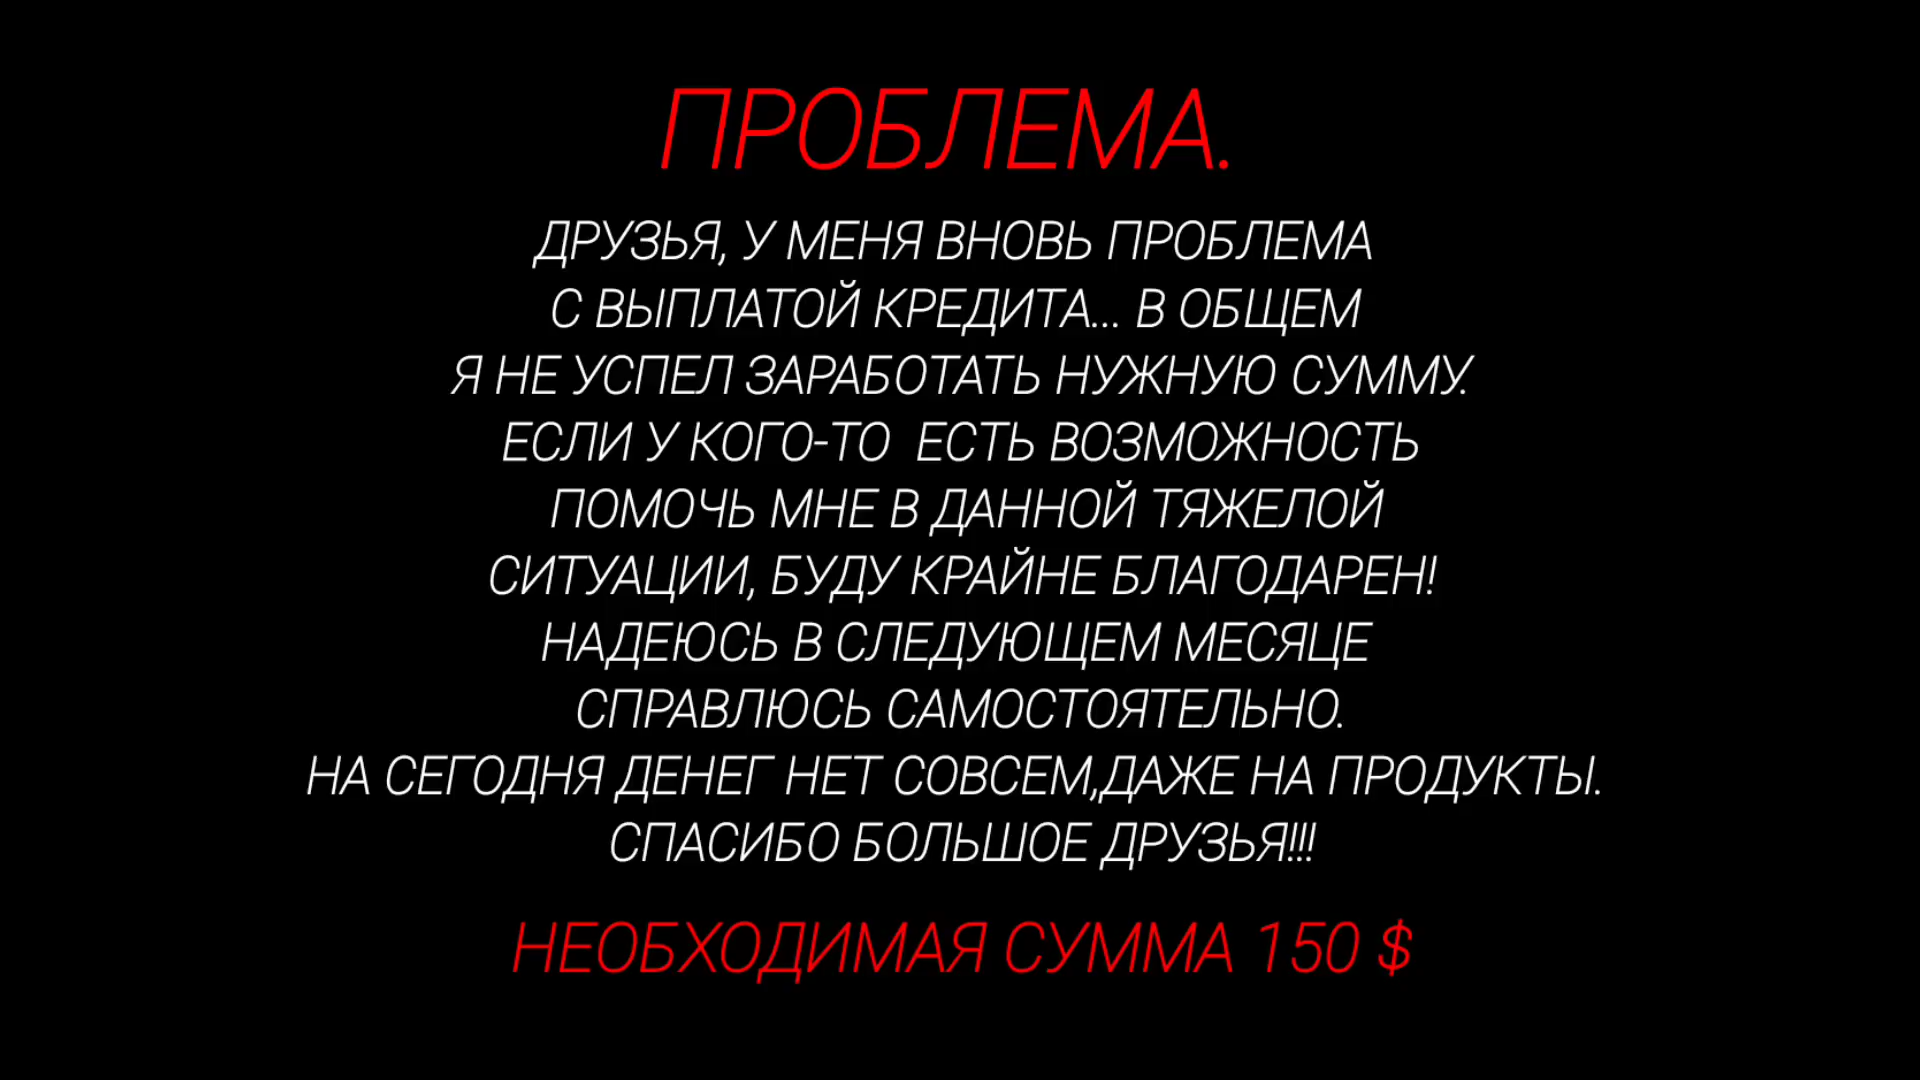 ПРОБЛЕМА.
ДРУЗЬЯ, У МЕНЯ ВНОВЬ ПРОБЛЕМА
С ВЫПЛАТОЙ КРЕДИТА... В ОБЩЕМ
Я НЕ УСПЕЛ ЗАРАБОТАТЬ НУЖНУЮ СУММУ.
ЕСЛИ У КОГО-ТО  ЕСТЬ ВОЗМОЖНОСТЬ
ПОМОЧЬ МНЕ В ДАННОЙ ТЯЖЕЛОЙ
СИТУАЦИИ, БУДУ КРАЙНЕ БЛАГОДАРЕН!
НАДЕЮСЬ В СЛЕДУЮЩЕМ МЕСЯЦЕ
СПРАВЛЮСЬ САМОСТОЯТЕЛЬНО.
НА СЕГОДНЯ ДЕНЕГ НЕТ СОВСЕМ,ДАЖЕ НА ПРОДУКТЫ.
СПАСИБО БОЛЬШОЕ ДРУЗЬЯ!!!
НЕОБХОДИМАЯ СУММА 150 $